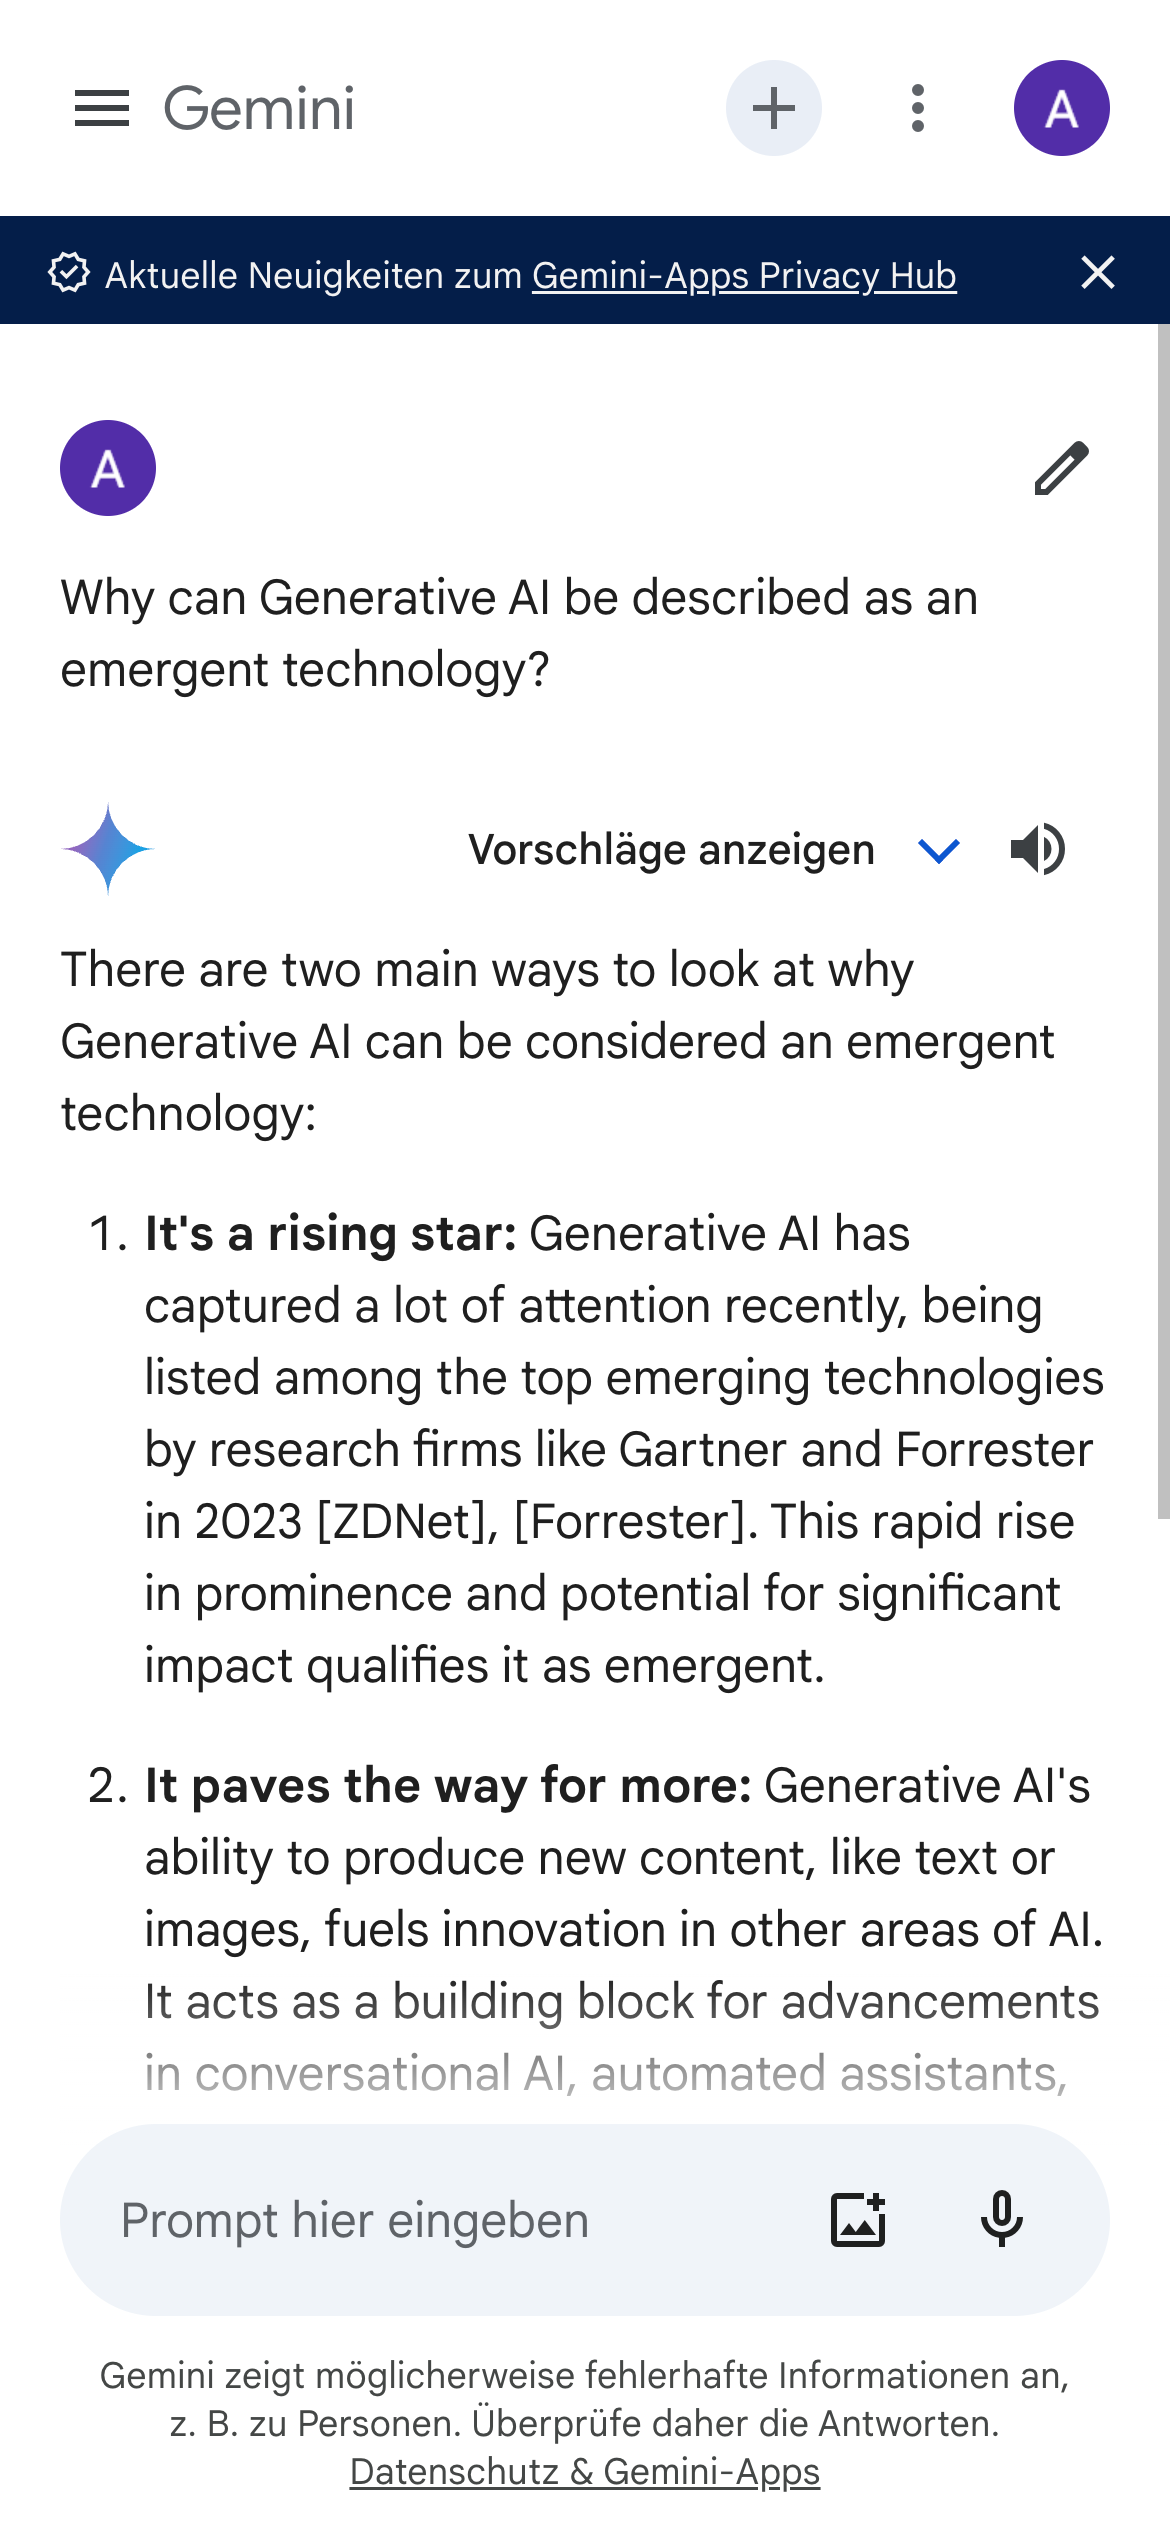 Gemini
A
Aktuelle Neuigkeiten zum Gemini-Apps Privacy Hub
A
Why can Generative AI be described as an
emergent technology?
Vorschläge anzeigen
There are two main ways to look at why
Generative AI can be considered an emergent
technology:
1. It's a rising star: Generative AI has
captured a lot of attention recently, being
listed among the top emerging technologies
by research firms like Gartner and Forrester
in 2023 [ZDNet], [Forrester]. This rapid rise
in prominence and potential for significant
impact qualifies it as emergent.
2. It paves the way for more: Generative AI's
ability to produce new content, like text or
images, fuels innovation in other areas of AI.
It acts as a building block for advancements
in conversational AI, automated assistants,
Prompt hier eingeben
Gemini zeigt möglicherweise fehlerhafte Informationen an,
z. B. zu Personen. Überprüfe daher die Antworten.
Datenschutz & Gemini-Apps